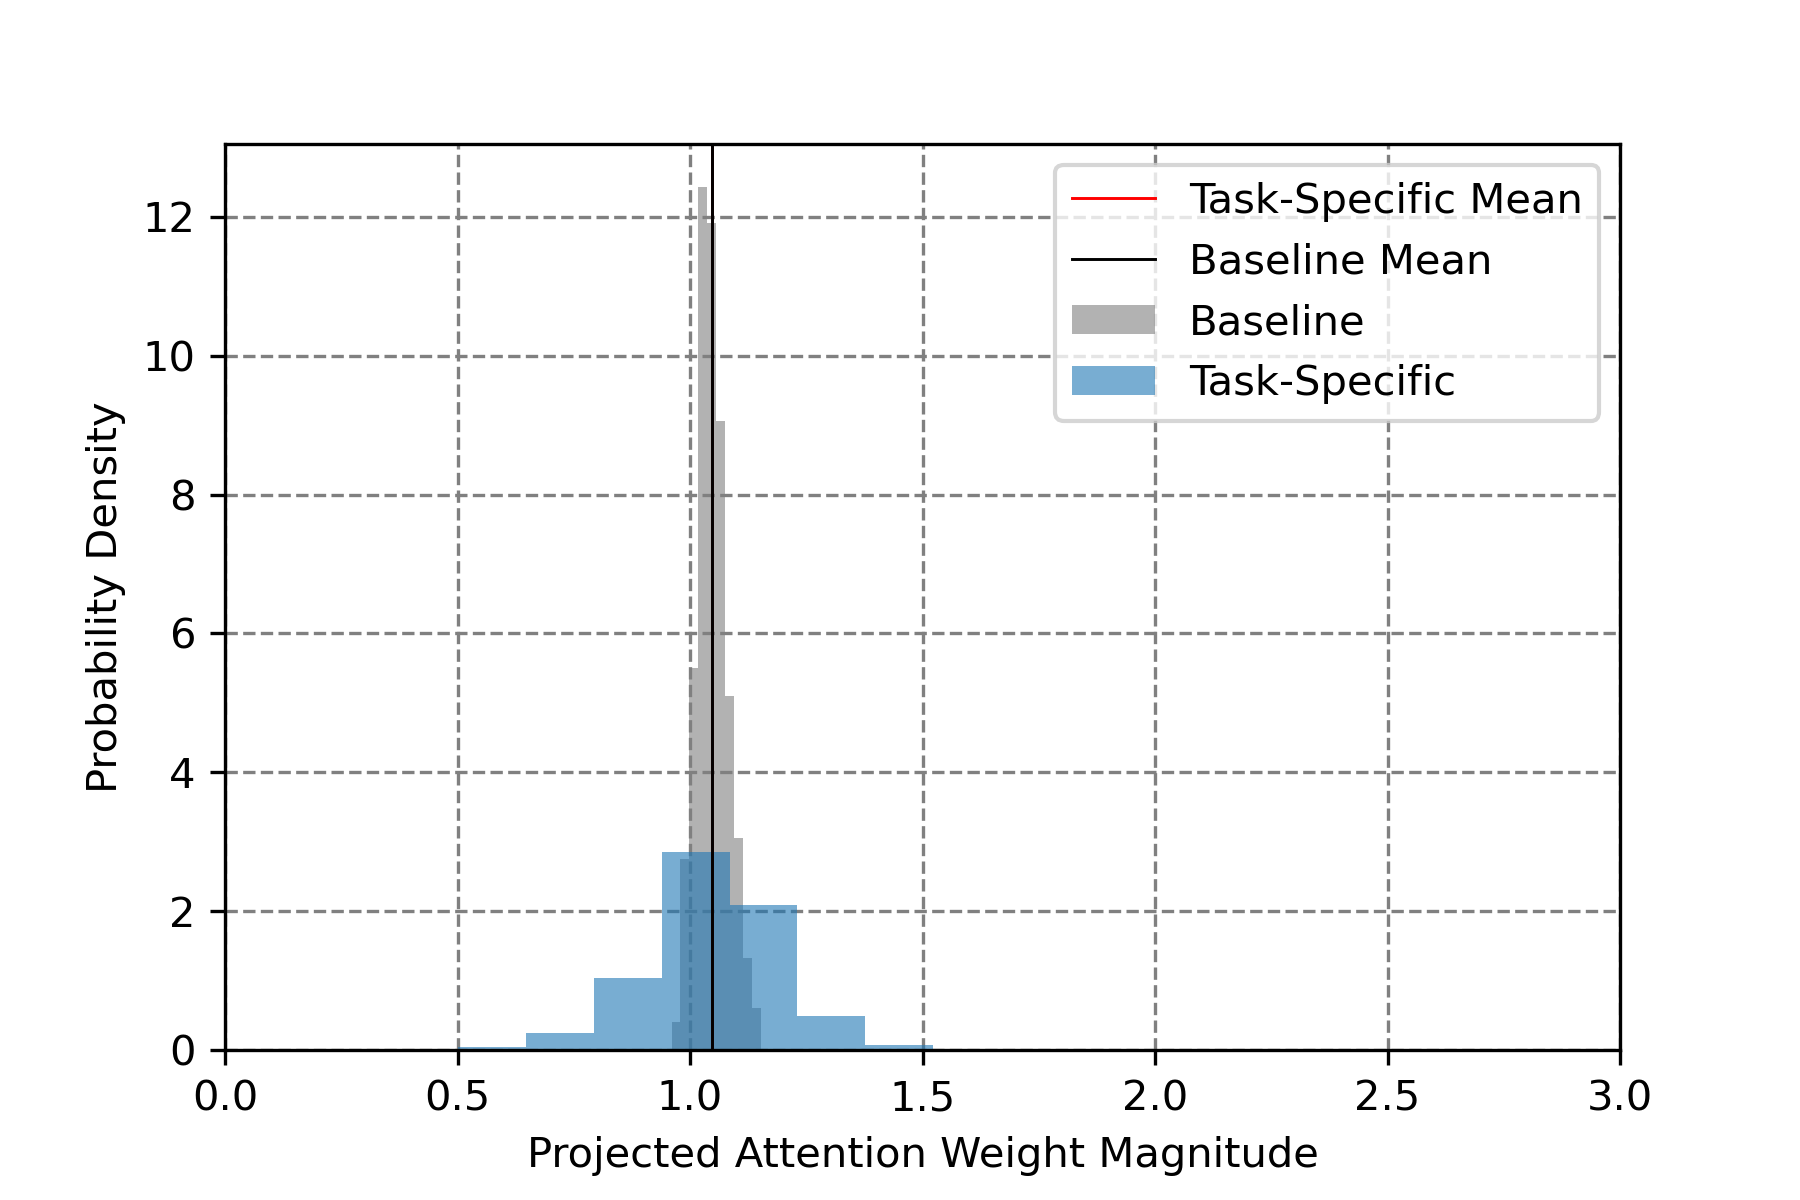 Task-Specific Mean
Baseline Mean
Baseline
Task-Specific
12
10
8
6
4
2
0
Probability Density
0.0 0.5 1.0 1.5 2.0 2.5 3.0
Projected Attention Weight Magnitude